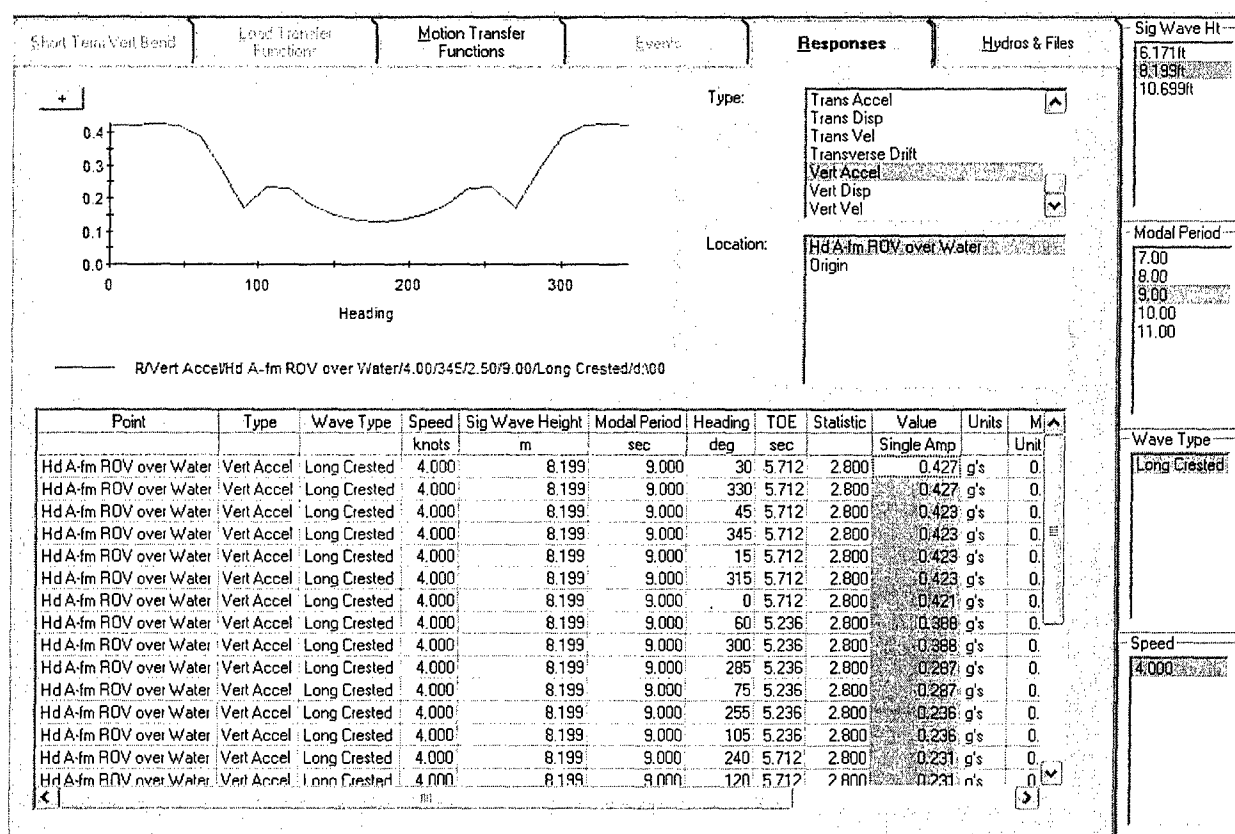 Short Term Vert Bend
Load Transfer Functions
Motion Transfer Functions
Events
Responses
Hydros & Files
+
0.4
0.3
0.2
0.1
0.0
0 100 200 300
Heading
R/Vert Accel/Hd A-fm ROV over Water/4.00/345/2.50/9.00/Long Crested/d:\00
Type:
Trans Accel
Trans Disp
Trans Vel
Transverse Drift
Vert Accel
Vert Disp
Vert Vel
Location:
Hd A-fm ROV over Water
Origin
Sig Wave Ht
6.171ft
8.199ft
10.699ft
Modal Period
7.00
8.00
9.00
10.00
11.00
Wave Type
Long Crested
Speed
4.000
Point Type Wave Type Speed Sig Wave Height Modal Period Heading TOE Statistic Value Units M
knots m sec deg sec Single Amp Unit
Hd A-fm ROV over Water Vert Accel Long Crested 4.000 8.199 9.000 30 5.712 2.800 0.427 g's 0.
Hd A-fm ROV over Water Vert Accel Long Crested 4.000 8.199 9.000 330 5.712 2.800 0.427 g's 0.
Hd A-fm ROV over Water Vert Accel Long Crested 4.000 8.199 9.000 45 5.712 2.800 0.423 g's 0.
Hd A-fm ROV over Water Vert Accel Long Crested 4.000 8.199 9.000 345 5.712 2.800 0.423 g's 0.
Hd A-fm ROV over Water Vert Accel Long Crested 4.000 8.199 9.000 15 5.712 2.800 0.423 g's 0.
Hd A-fm ROV over Water Vert Accel Long Crested 4.000 8.199 9.000 315 5.712 2.800 0.423 g's 0.
Hd A-fm ROV over Water Vert Accel Long Crested 4.000 8.199 9.000 0 5.712 2.800 0.421 g's 0.
Hd A-fm ROV over Water Vert Accel Long Crested 4.000 8.199 9.000 60 5.236 2.800 0.388 g's 0.
Hd A-fm ROV over Water Vert Accel Long Crested 4.000 8.199 9.000 300 5.236 2.800 0.388 g's 0.
Hd A-fm ROV over Water Vert Accel Long Crested 4.000 8.199 9.000 285 5.236 2.800 0.287 g's 0.
Hd A-fm ROV over Water Vert Accel Long Crested 4.000 8.199 9.000 75 5.236 2.800 0.287 g's 0.
Hd A-fm ROV over Water Vert Accel Long Crested 4.000 8.199 9.000 255 5.236 2.800 0.236 g's 0.
Hd A-fm ROV over Water Vert Accel Long Crested 4.000 8.199 9.000 105 5.236 2.800 0.236 g's 0.
Hd A-fm ROV over Water Vert Accel Long Crested 4.000 8.199 9.000 240 5.712 2.800 0.231 g's 0.
Hd A-fm ROV over Water Vert Accel Long Crested 4.000 8.199 9.000 120 5.712 2.800 0.231 g's 0.